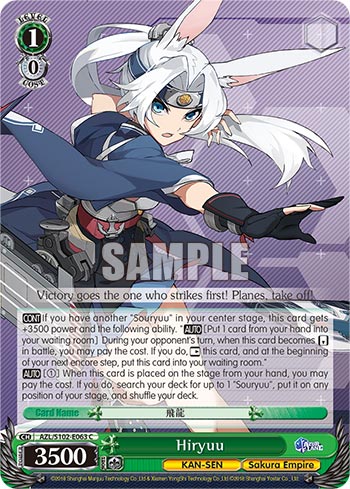 LEVEL
1
0
COST
SAMPLE
Victory goes the one who strikes first! Planes, take off!
CONT If you have another "Souryuu" in your center stage, this card gets
+3500 power and the following ability. "AUTO [Put 1 card from your hand into
your waiting room] During your opponent's turn, when this card becomes
in battle, you may pay the cost. If you do, this card, and at the beginning
of your next encore step, put this card into your waiting room."
AUTO [1] When this card is placed on the stage from your hand, you may
pay the cost. If you do, search your deck for up to 1 "Souryuu", put it on any
position of your stage, and shuffle your deck.
Card Name
飛龍
CH AZL/S102-E063 C
Hiryuu
POWER
3500
KAN-SEN
Sakura Empire